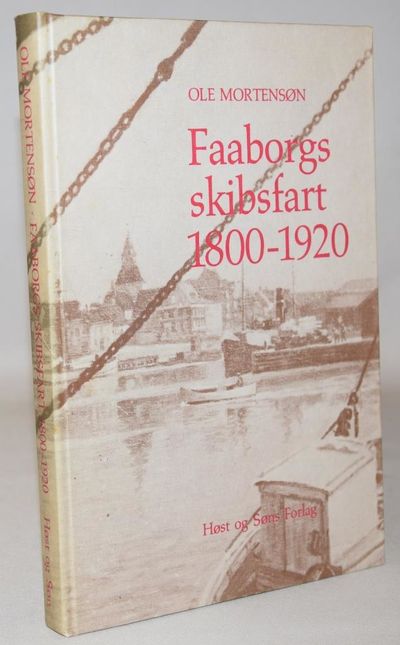 OLE MORTENSØN
Faaborgs
skibsfart
1800-1920
Høst og Søns Forlag
OLE MORTENSØN · FAABORGS SKIBSFART 1800-1920 Høst og Søn